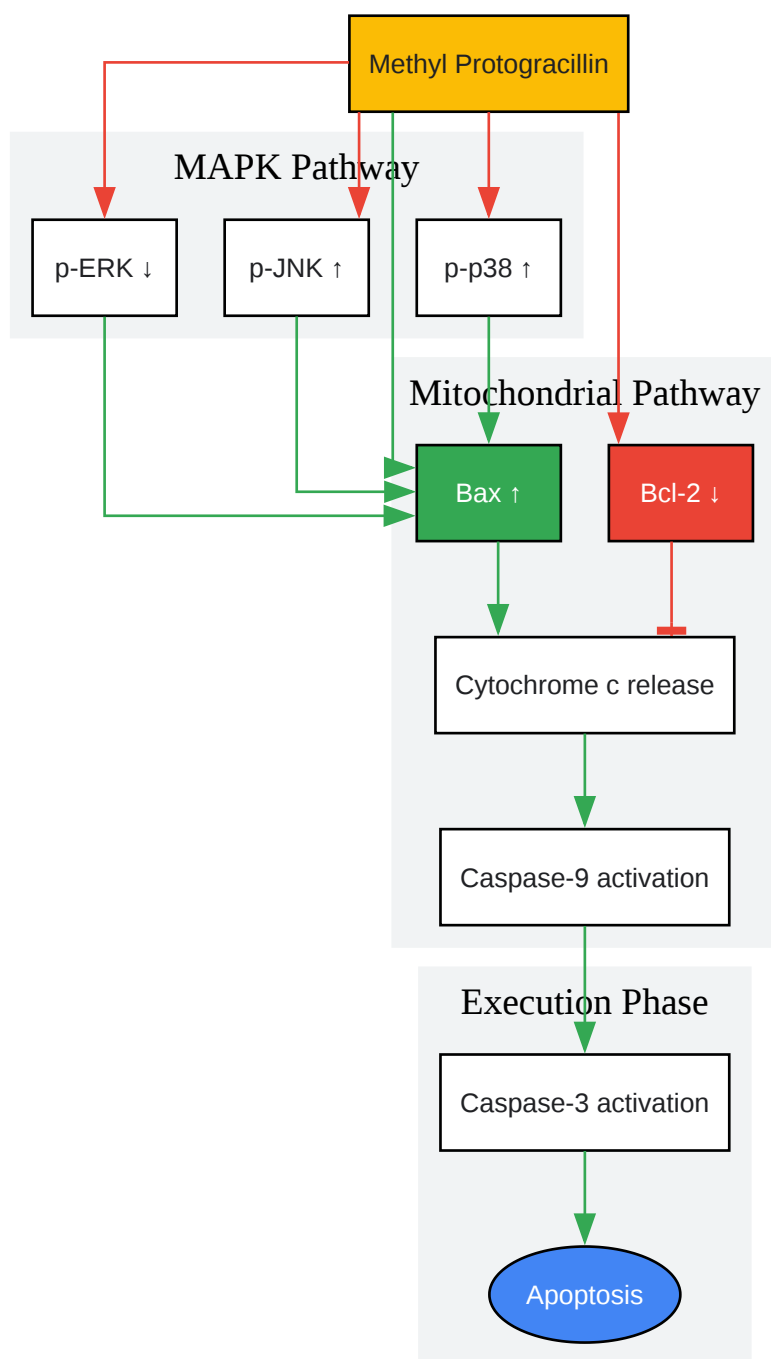 Methyl Protogracillin
MAPK Pathway
p-ERK ↓
p-JNK ↑
p-p38 ↑
Mitochondrial Pathway
Bax ↑
Bcl-2 ↓
Cytochrome c release
Caspase-9 activation
Execution Phase
Caspase-3 activation
Apoptosis